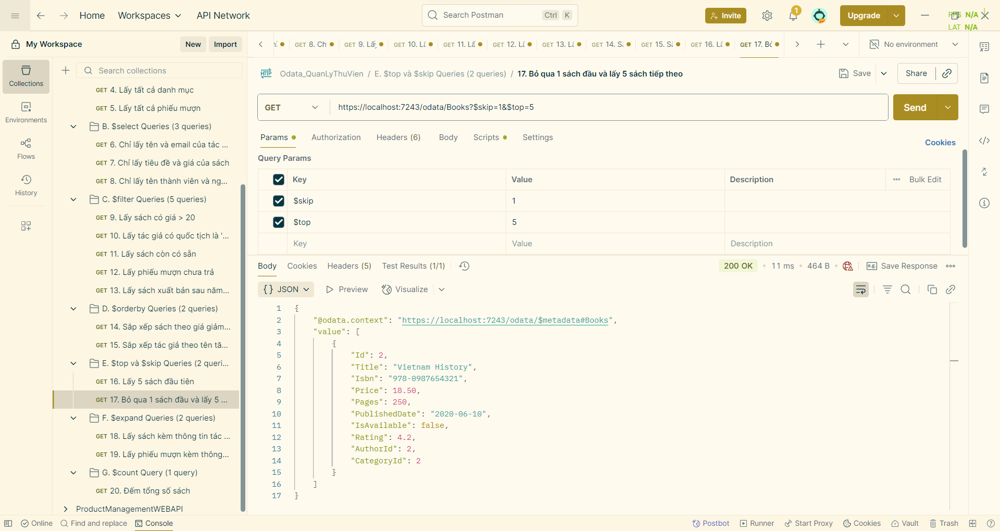 Home
Workspaces
API Network
Search Postman
Ctrl K
Invite
1
Upgrade
N/A
LAT N/A
My Workspace
New
Import
GET 8. Ch
GET 9. Lấy
GET 10. Lấ
GET 11. Lấ
GET 12. Lấ
GET 13. Lấ
GET 14. Sắ
GET 15. Sắ
GET 16. Lấ
GET 17. Bỏ
No environment
Collections
Environments
Flows
History
Search collections
GET 4. Lấy tất cả danh mục
GET 5. Lấy tất cả phiếu mượn
B. $select Queries (3 queries)
GET 6. Chỉ lấy tên và email của tác ...
GET 7. Chỉ lấy tiêu đề và giá của sách
GET 8. Chỉ lấy tên thành viên và ng...
C. $filter Queries (5 queries)
GET 9. Lấy sách có giá > 20
GET 10. Lấy tác giả có quốc tịch là '...
GET 11. Lấy sách còn có sẵn
GET 12. Lấy phiếu mượn chưa trả
GET 13. Lấy sách xuất bản sau năm...
D. $orderby Queries (2 queries)
GET 14. Sắp xếp sách theo giá giảm...
GET 15. Sắp xếp tác giả theo tên tă...
E. $top và $skip Queries (2 queri...
GET 16. Lấy 5 sách đầu tiên
GET 17. Bỏ qua 1 sách đầu và lấy 5 ...
F. $expand Queries (2 queries)
GET 18. Lấy sách kèm thông tin tác ...
GET 19. Lấy phiếu mượn kèm thông...
G. $count Query (1 query)
GET 20. Đếm tổng số sách
ProductManagementWEBAPI
HTTP Odata_QuanLyThuVien / E. $top và $skip Queries (2 queries) / 17. Bỏ qua 1 sách đầu và lấy 5 sách tiếp theo
Save
Share
GET
https://localhost:7243/odata/Books?$skip=1&$top=5
Send
Params
Authorization
Headers (6)
Body
Scripts
Settings
Cookies
Query Params
Key Value Description ••• Bulk Edit
$skip 1
$top 5
Key Value Description
Body
Cookies
Headers (5)
Test Results (1/1)
200 OK • 11 ms • 464 B •
e.g. Save Response •••
{} JSON
Preview
Visualize
1 {
2 "@odata.context": "https://localhost:7243/odata/$metadata#Books",
3 "value": [
4 {
5 "Id": 2,
6 "Title": "Vietnam History",
7 "Isbn": "978-0987654321",
8 "Price": 18.50,
9 "Pages": 250,
10 "PublishedDate": "2020-06-10",
11 "IsAvailable": false,
12 "Rating": 4.2,
13 "AuthorId": 2,
14 "CategoryId": 2
15 }
16 ]
17 }
Online
Find and replace
Console
Postbot
Runner
Start Proxy
Cookies
Vault
Trash